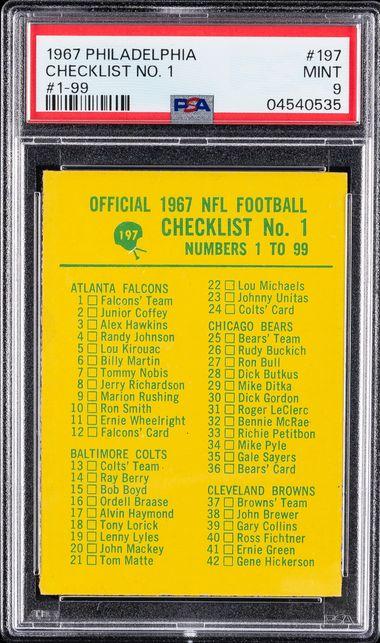 1967 PHILADELPHIA #197
CHECKLIST NO. 1 MINT
#1-99 9
PSA 04540535
OFFICIAL 1967 NFL FOOTBALL
197 CHECKLIST No. 1
NUMBERS 1 TO 99
ATLANTA FALCONS
1 Falcons' Team
2 Junior Coffey
3 Alex Hawkins
4 Randy Johnson
5 Lou Kirouac
6 Billy Martin
7 Tommy Nobis
8 Jerry Richardson
9 Marion Rushing
10 Ron Smith
11 Ernie Wheelright
12 Falcons' Card
BALTIMORE COLTS
13 Colts' Team
14 Ray Berry
15 Bob Boyd
16 Ordell Braase
17 Alvin Haymond
18 Tony Lorick
19 Lenny Lyles
20 John Mackey
21 Tom Matte
22 Lou Michaels
23 Johnny Unitas
24 Colts' Card
CHICAGO BEARS
25 Bears' Team
26 Rudy Buckich
27 Ron Bull
28 Dick Butkus
29 Mike Ditka
30 Dick Gordon
31 Roger LeClerc
32 Bennie McRae
33 Richie Petitbon
34 Mike Pyle
35 Gale Sayers
36 Bears' Card
CLEVELAND BROWNS
37 Browns' Team
38 John Brewer
39 Gary Collins
40 Ross Fichtner
41 Ernie Green
42 Gene Hickerson